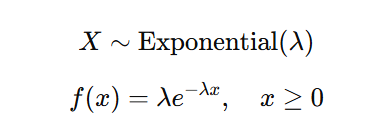 X ∼ Exponential(λ)
f(x) = λe^{−λx},   x ≥ 0